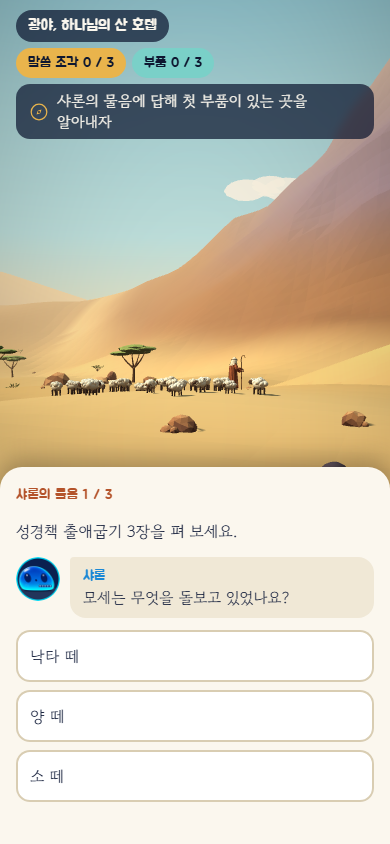 광야, 하나님의 산 호렙
말씀 조각 0 / 3
부품 0 / 3
샤론의 물음에 답해 첫 부품이 있는 곳을
알아내자
샤론의 물음 1 / 3
성경책 출애굽기 3장을 펴 보세요.
샤론
모세는 무엇을 돌보고 있었나요?
낙타 떼
양 떼
소 떼